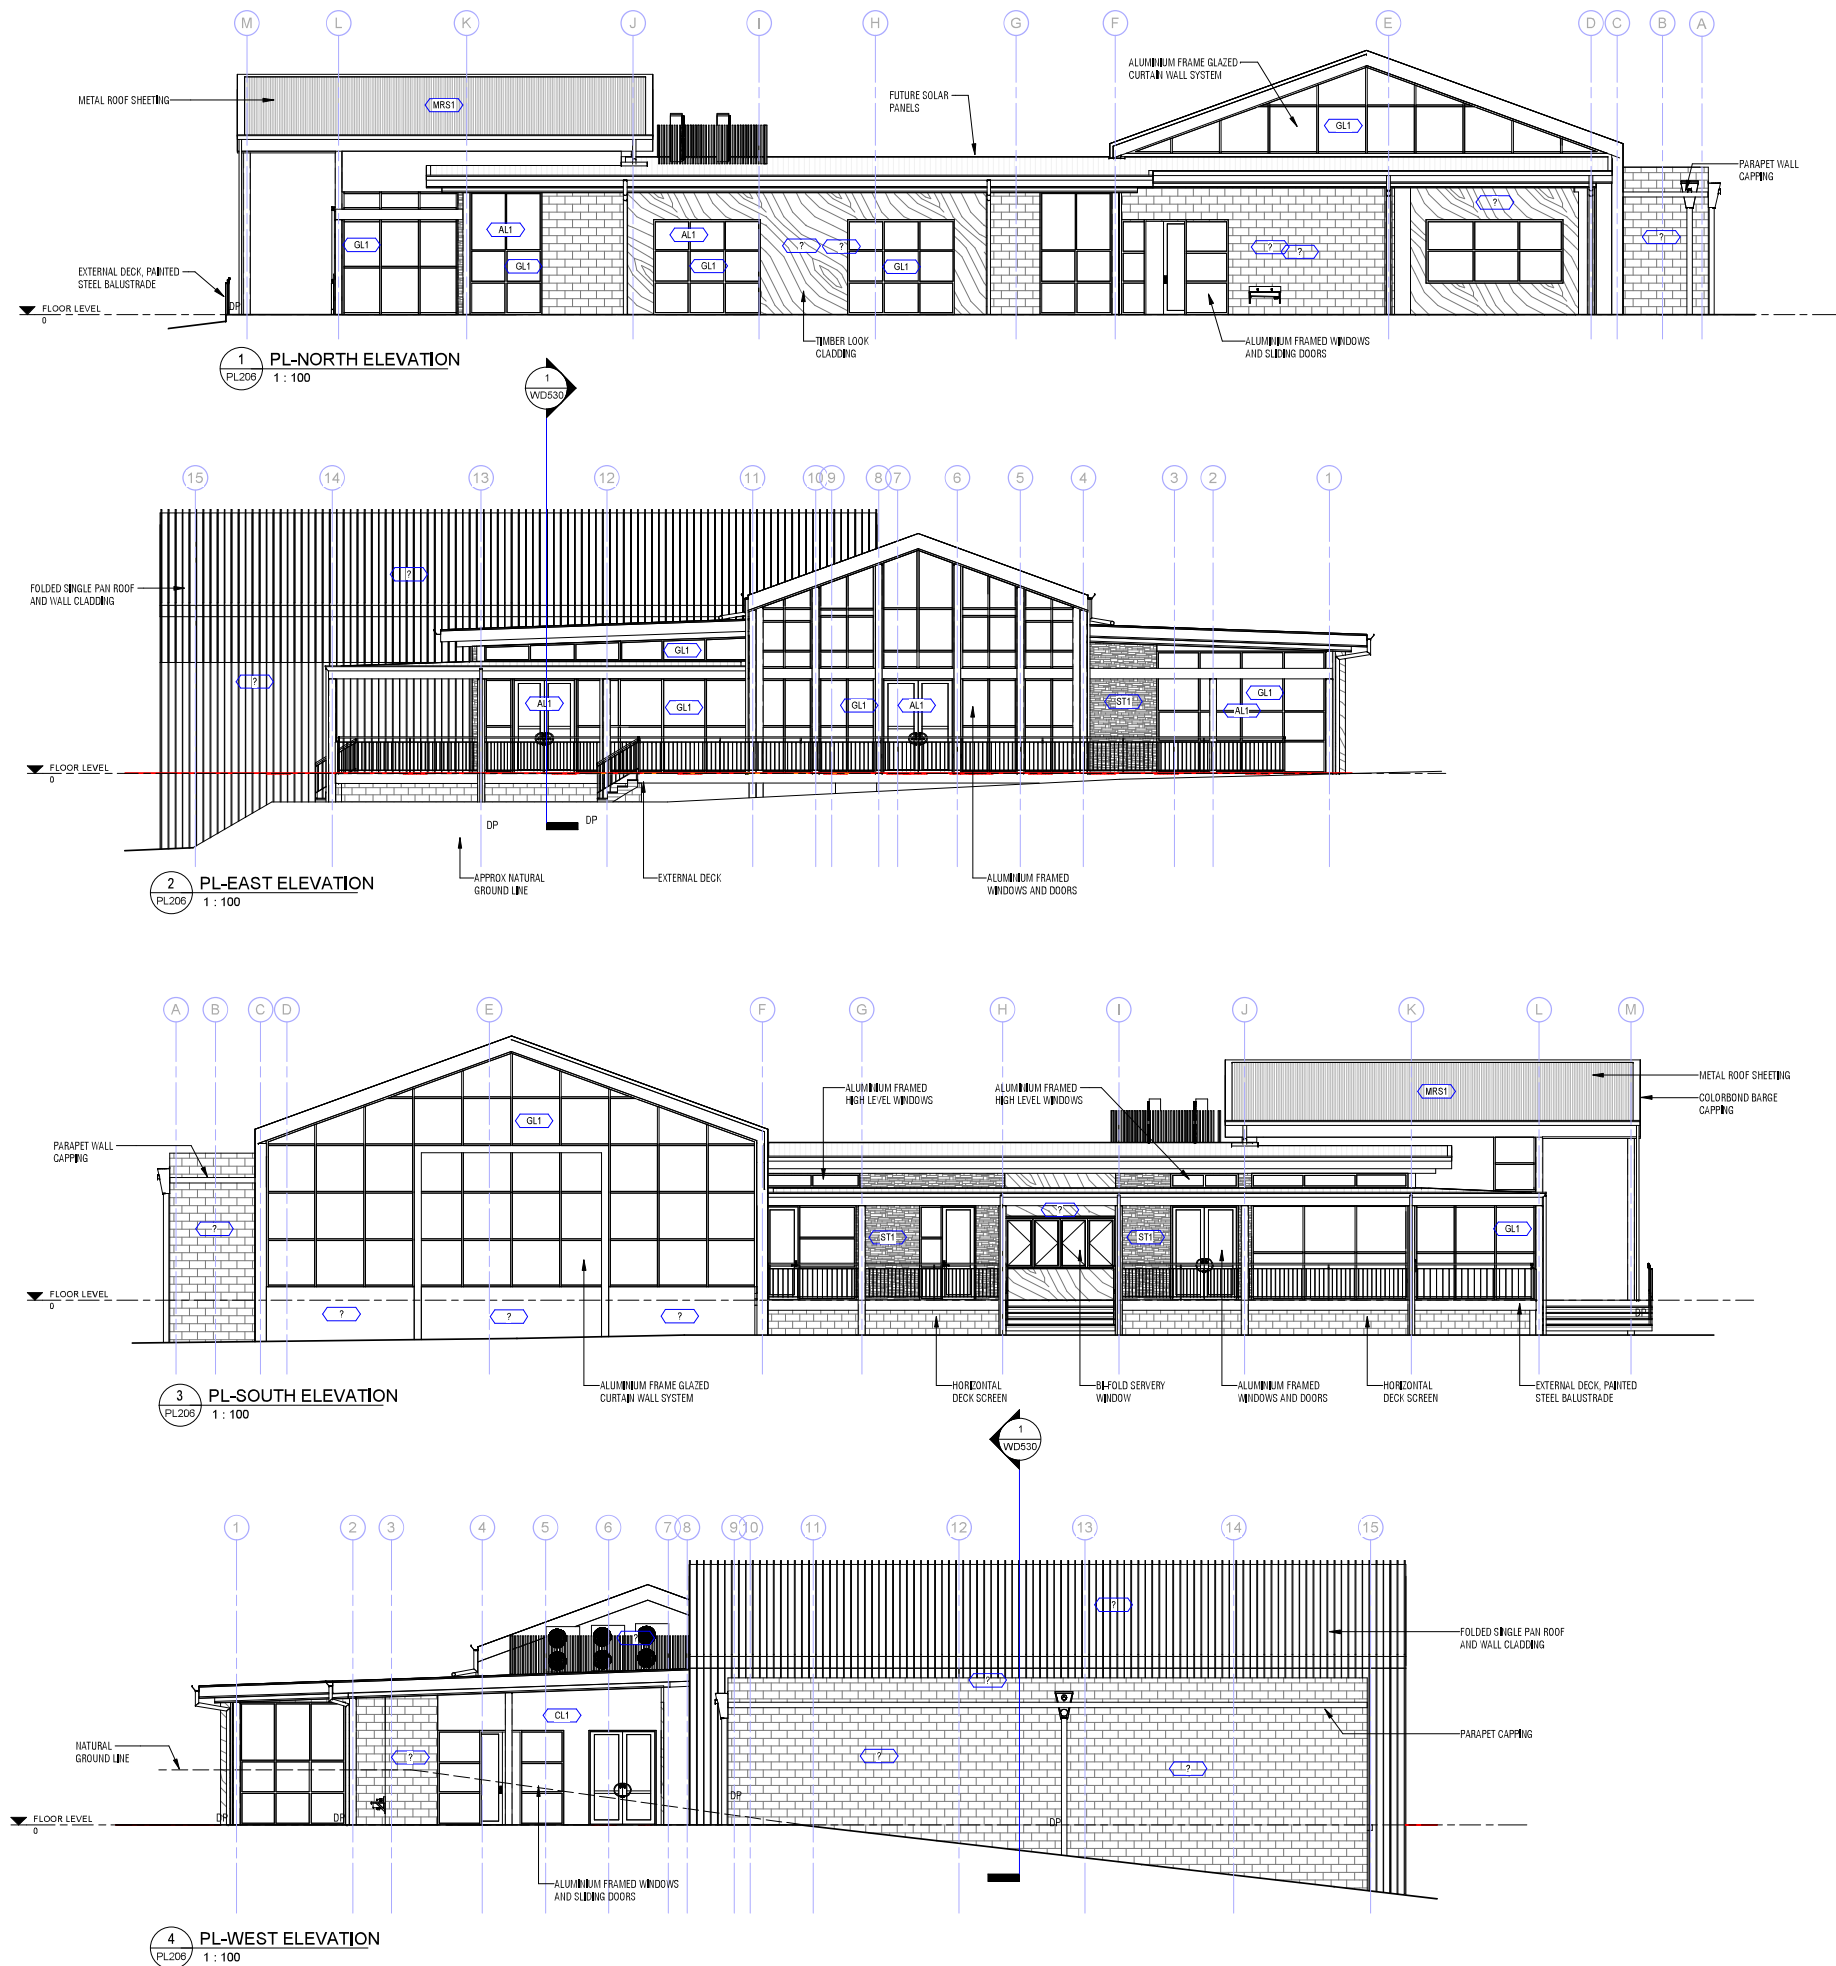 M L K J I H G F E D C B A
ALUMINIUM FRAME GLAZED
CURTAIN WALL SYSTEM
METAL ROOF SHEETING
MRS1
FUTURE SOLAR
PANELS
GL1
PARAPET WALL
CAPPING
?
AL1
AL1
GL1
? ?
?
? ?
GL1
GL1
GL1
EXTERNAL DECK, PAINTED
STEEL BALUSTRADE
DP
FLOOR LEVEL
0
TIMBER LOOK
CLADDING
ALUMINIUM FRAMED WINDOWS
AND SLIDING DOORS
1
PL206
PL-NORTH ELEVATION
1 : 100
1
WD530
15 14 13 12 11 10 9 8 7 6 5 4 3 2 1
?
FOLDED SINGLE PAN ROOF
AND WALL CLADDING
GL1
?
GL1
AL1
GL1
GL1
AL1
ST1
AL1
FLOOR LEVEL
0
DP
DP
APPROX NATURAL
GROUND LINE
EXTERNAL DECK
ALUMINIUM FRAMED
WINDOWS AND DOORS
2
PL206
PL-EAST ELEVATION
1 : 100
A B C D E F G H I J K L M
METAL ROOF SHEETING
MRS1
COLORBOND BARGE
CAPPING
ALUMINIUM FRAMED
HIGH LEVEL WINDOWS
ALUMINIUM FRAMED
HIGH LEVEL WINDOWS
GL1
PARAPET WALL
CAPPING
?
?
ST1
ST1
GL1
FLOOR LEVEL
0
? ? ?
DP
ALUMINIUM FRAME GLAZED
CURTAIN WALL SYSTEM
HORIZONTAL
DECK SCREEN
BI-FOLD SERVERY
WINDOW
ALUMINIUM FRAMED
WINDOWS AND DOORS
HORIZONTAL
DECK SCREEN
EXTERNAL DECK, PAINTED
STEEL BALUSTRADE
3
PL206
PL-SOUTH ELEVATION
1 : 100
1
WD530
1 2 3 4 5 6 7 8 9 10 11 12 13 14 15
?
?
FOLDED SINGLE PAN ROOF
AND WALL CLADDING
?
CL1
PARAPET CAPPING
NATURAL
GROUND LINE
?
?
?
DP
DP
DP
DP
FLOOR LEVEL
0
ALUMINIUM FRAMED WINDOWS
AND SLIDING DOORS
4
PL206
PL-WEST ELEVATION
1 : 100